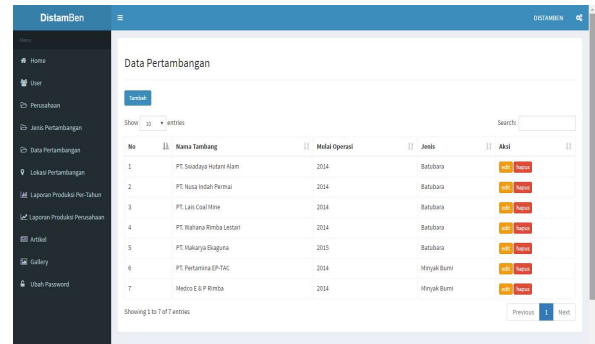 DistamBen
DISTAMBEN
Menu
Home
User
Perusahaan
Jenis Pertambangan
Data Pertambangan
Lokasi Pertambangan
Laporan Produksi Per-Tahun
Laporan Produksi Perusahaan
Artikel
Gallery
Ubah Password
Data Pertambangan
Tambah
Show 10 entries Search:
No Nama Tambang Mulai Operasi Jenis Aksi
1 PT. Swadaya Hutani Alam 2014 Batubara edit hapus
2 PT. Nusa Indah Permai 2014 Batubara edit hapus
3 PT. Lais Coal Mine 2014 Batubara edit hapus
4 PT. Wahana Rimba Lestari 2014 Batubara edit hapus
5 PT. Makarya Ekaguna 2015 Batubara edit hapus
6 PT. Pertamina EP-TAC 2014 Minyak Bumi edit hapus
7 Medco E & P Rimba 2014 Minyak Bumi edit hapus
Showing 1 to 7 of 7 entries Previous 1 Next